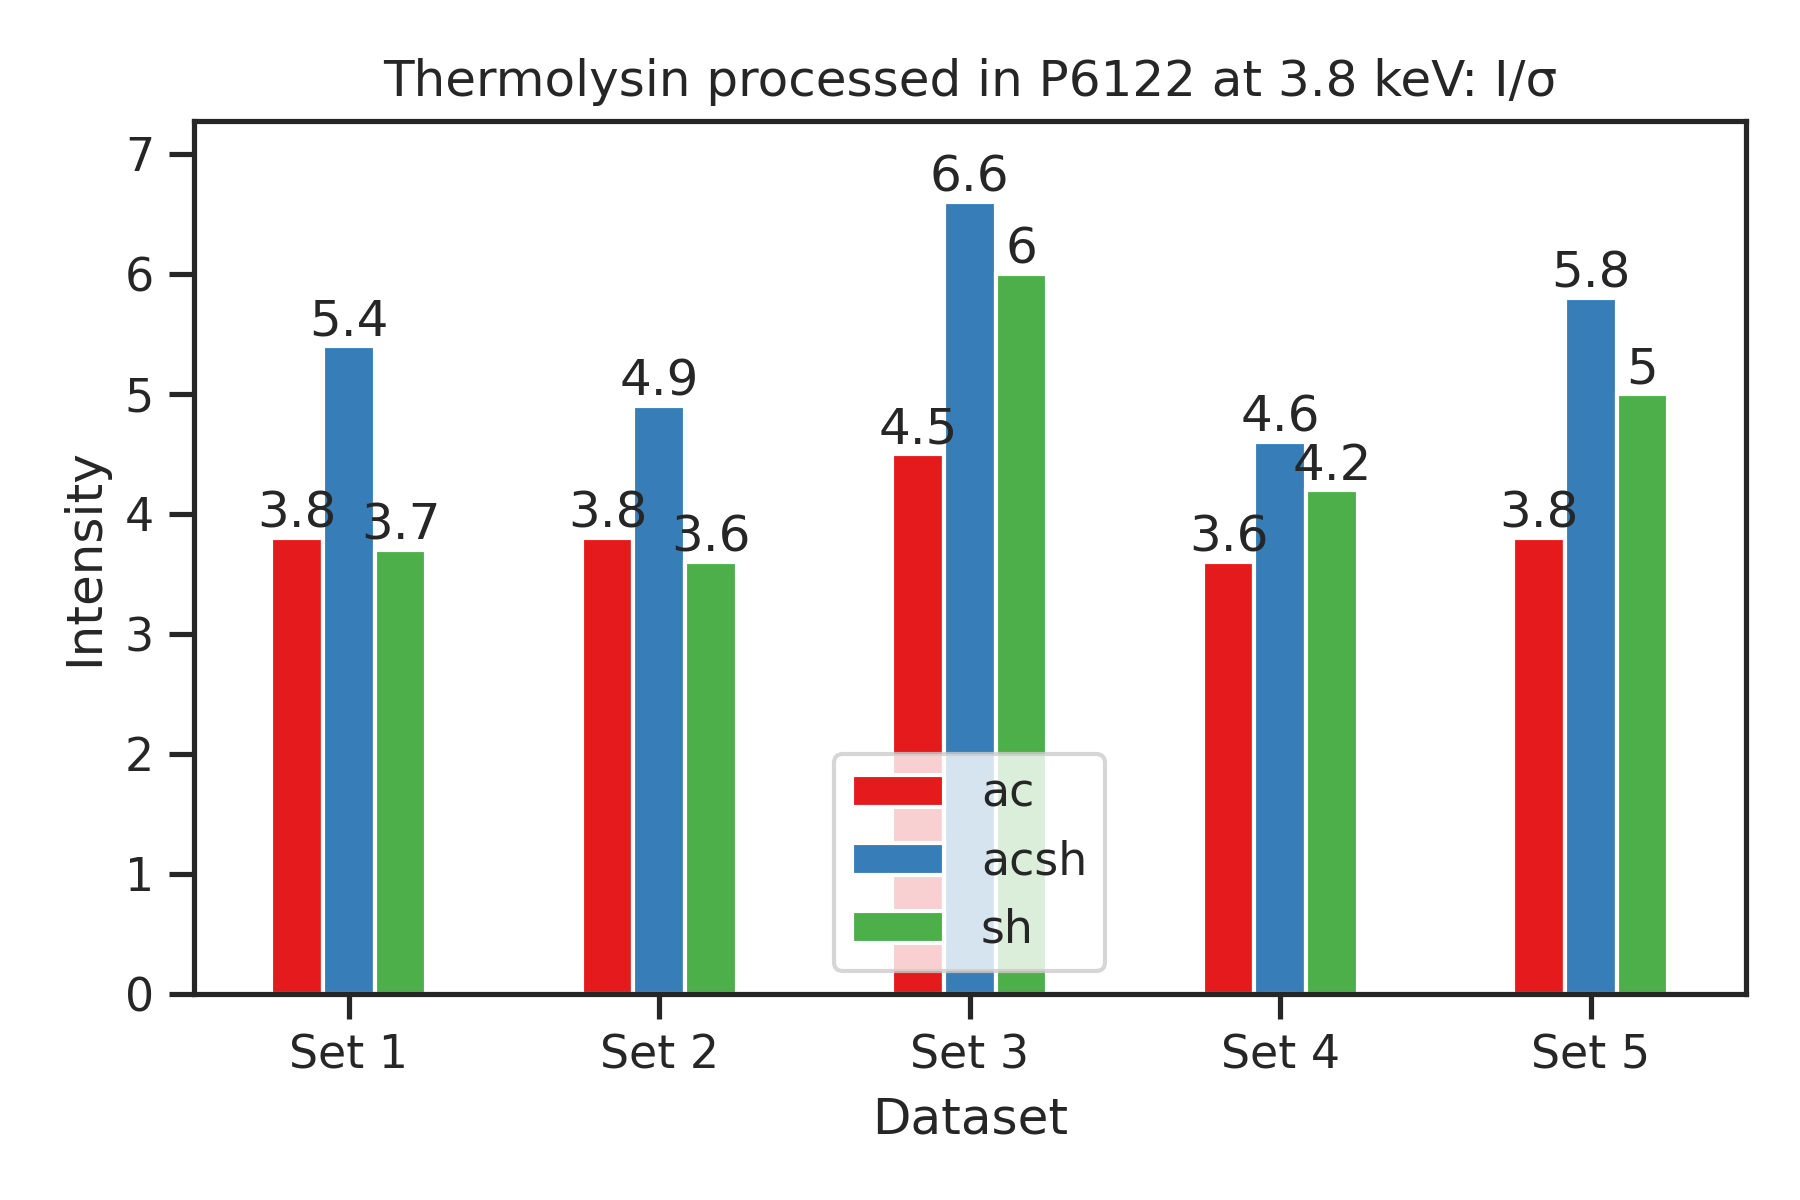 Thermolysin processed in P6122 at 3.8 keV: I/σ
Intensity
7
6
5
4
3
2
1
0
3.8
5.4
3.7
3.8
4.9
3.6
4.5
6.6
6
3.6
4.6
4.2
3.8
5.8
5
ac
acsh
sh
Set 1
Set 2
Set 3
Set 4
Set 5
Dataset